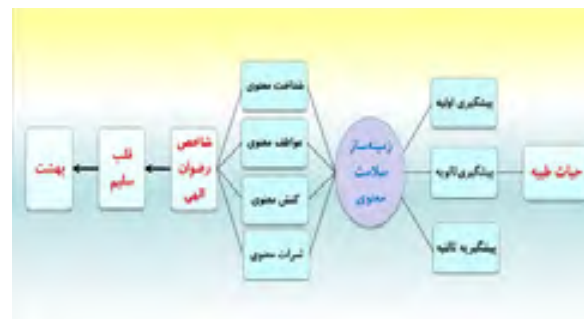 حیات طیبه
پیشگیری اولیه
پیشگیری ثانویه
پیشگیریه ثالثیه
زمینه‌ساز
سلامت
معنوی
شناخت معنوی
عواطف معنوی
کنش معنوی
ثمرات معنوی
شاخص
رضوان
الهی
قلب
سلیم
بهشت